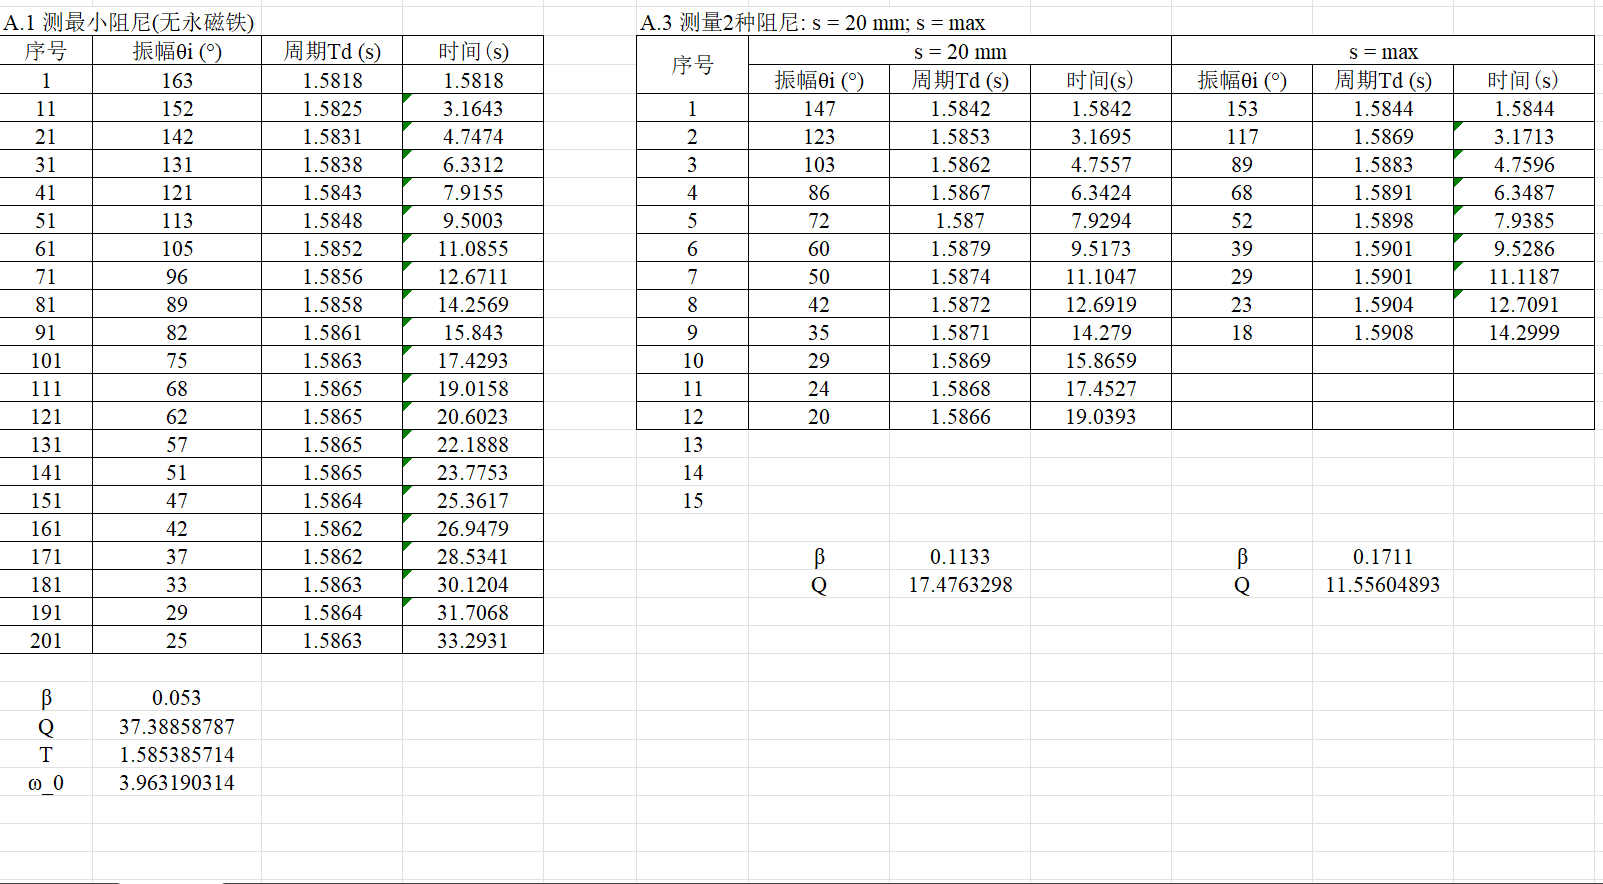 A.1 测最小阻尼(无永磁铁)
序号 振幅θi (°) 周期Td (s) 时间(s)
1 163 1.5818 1.5818
11 152 1.5825 3.1643
21 142 1.5831 4.7474
31 131 1.5838 6.3312
41 121 1.5843 7.9155
51 113 1.5848 9.5003
61 105 1.5852 11.0855
71 96 1.5856 12.6711
81 89 1.5858 14.2569
91 82 1.5861 15.843
101 75 1.5863 17.4293
111 68 1.5865 19.0158
121 62 1.5865 20.6023
131 57 1.5865 22.1888
141 51 1.5865 23.7753
151 47 1.5864 25.3617
161 42 1.5862 26.9479
171 37 1.5862 28.5341
181 33 1.5863 30.1204
191 29 1.5864 31.7068
201 25 1.5863 33.2931
β 0.053
Q 37.38858787
T 1.585385714
ω_0 3.963190314
A.3 测量2种阻尼: s = 20 mm; s = max
序号 s = 20 mm s = max
振幅θi (°) 周期Td (s) 时间(s) 振幅θi (°) 周期Td (s) 时间(s)
1 147 1.5842 1.5842 153 1.5844 1.5844
2 123 1.5853 3.1695 117 1.5869 3.1713
3 103 1.5862 4.7557 89 1.5883 4.7596
4 86 1.5867 6.3424 68 1.5891 6.3487
5 72 1.587 7.9294 52 1.5898 7.9385
6 60 1.5879 9.5173 39 1.5901 9.5286
7 50 1.5874 11.1047 29 1.5901 11.1187
8 42 1.5872 12.6919 23 1.5904 12.7091
9 35 1.5871 14.279 18 1.5908 14.2999
10 29 1.5869 15.8659
11 24 1.5868 17.4527
12 20 1.5866 19.0393
13
14
15
β 0.1133 β 0.1711
Q 17.4763298 Q 11.55604893